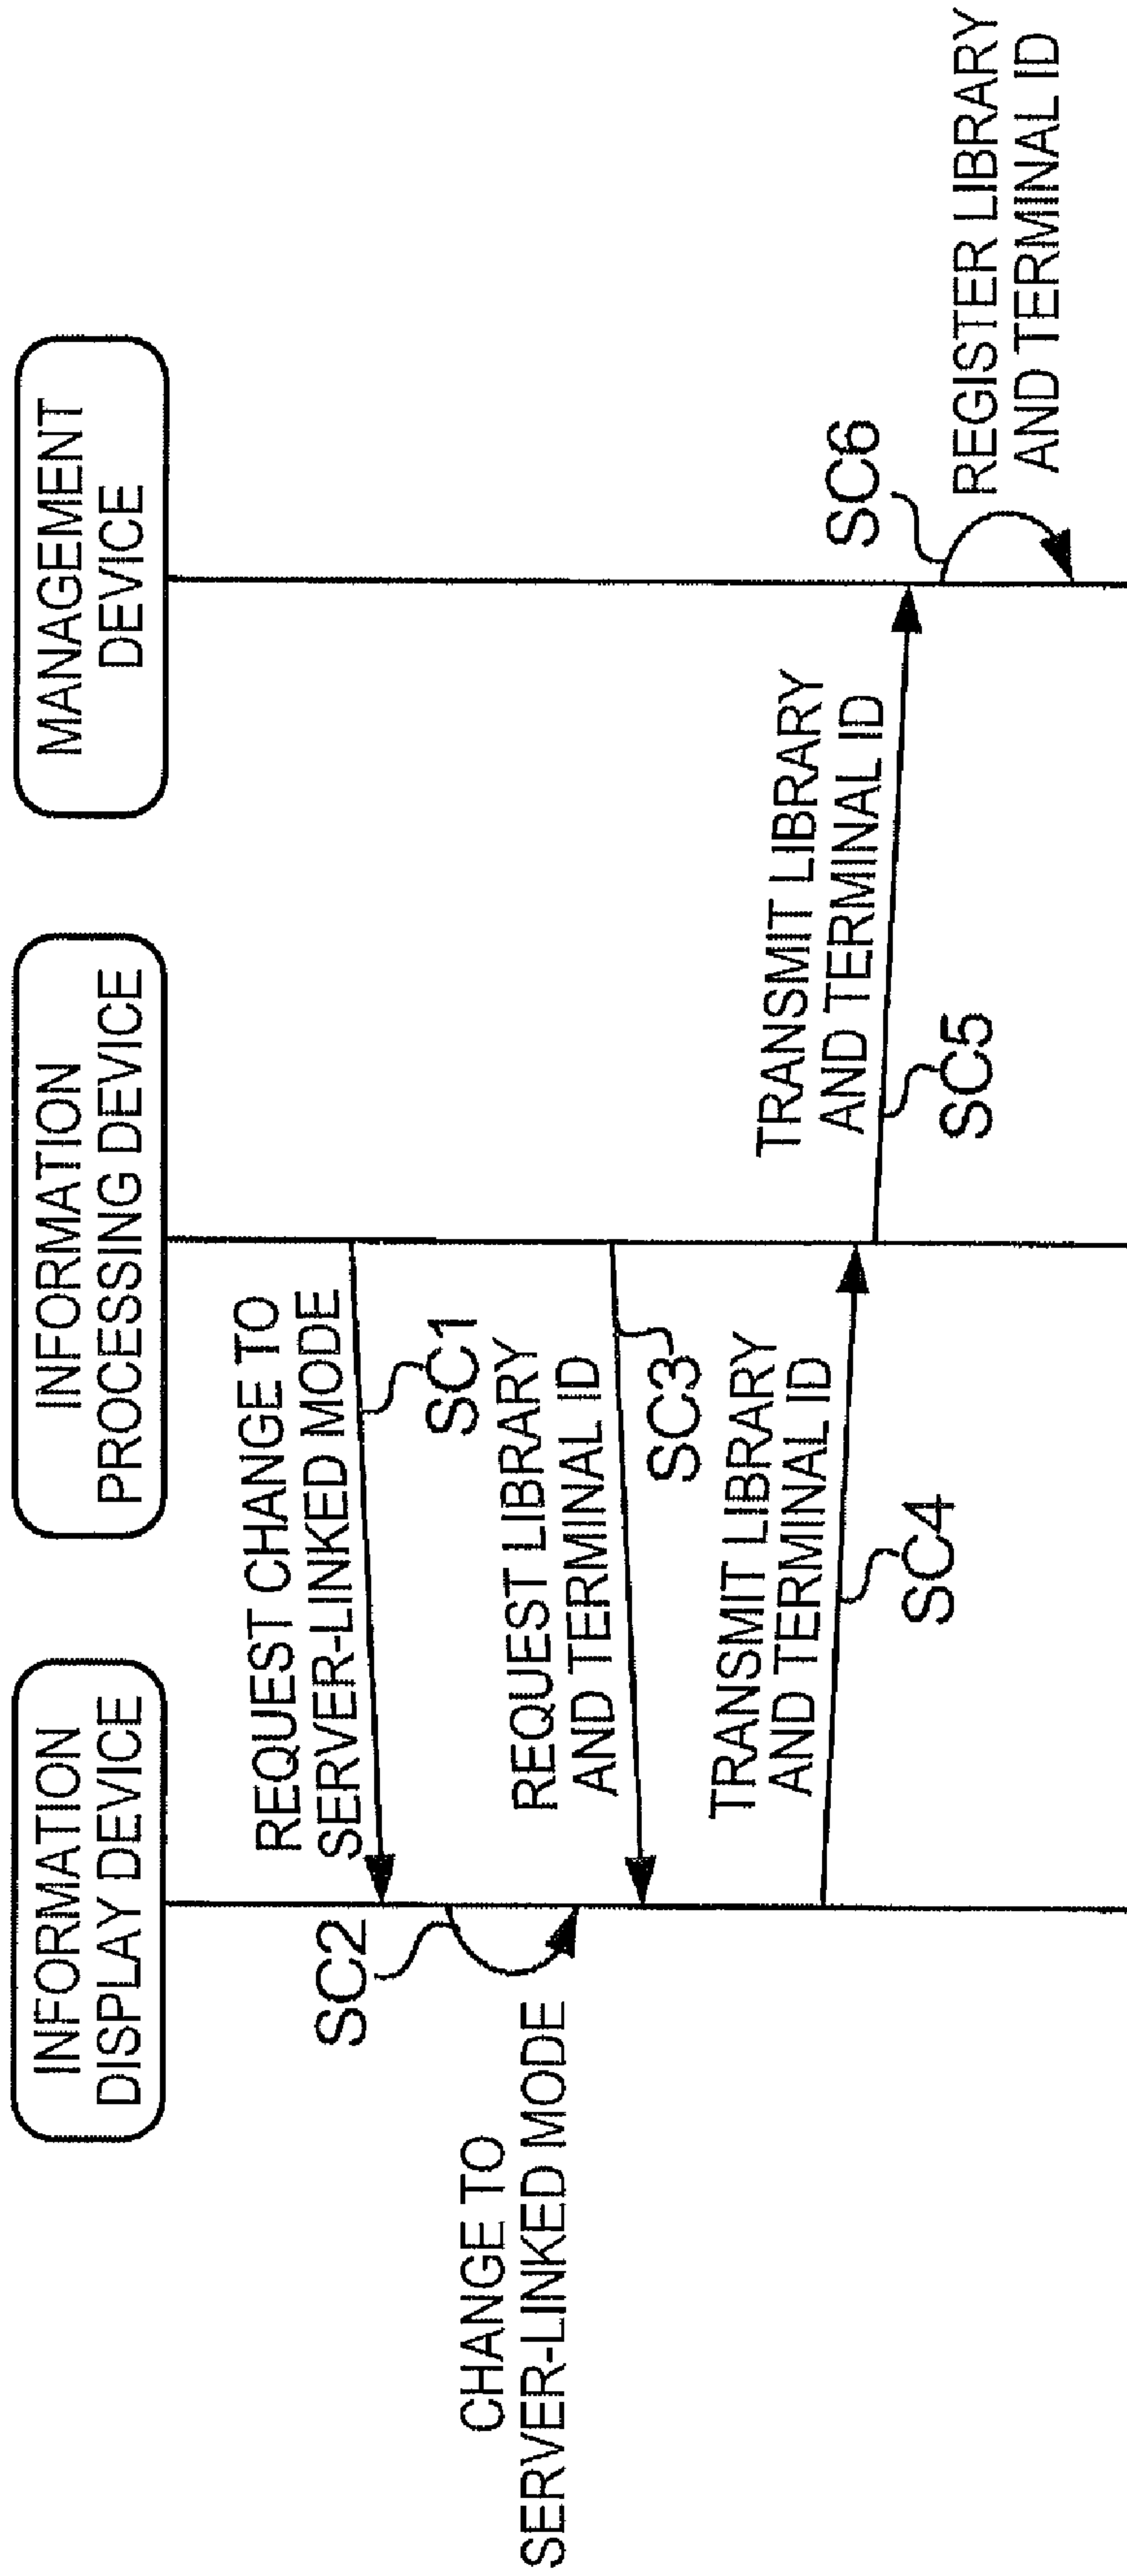 INFORMATION
DISPLAY DEVICE
INFORMATION
PROCESSING DEVICE
MANAGEMENT
DEVICE
REQUEST CHANGE TO
SERVER-LINKED MODE
SC1
SC2
CHANGE TO
SERVER-LINKED MODE
REQUEST LIBRARY
AND TERMINAL ID
SC3
TRANSMIT LIBRARY
AND TERMINAL ID
SC4
TRANSMIT LIBRARY
AND TERMINAL ID
SC5
SC6
REGISTER LIBRARY
AND TERMINAL ID